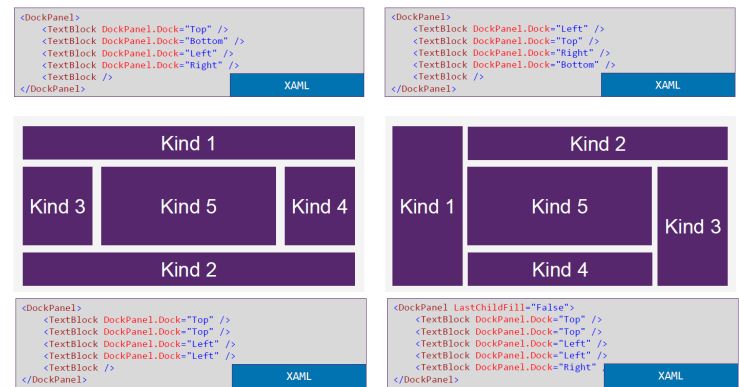 <DockPanel>
<TextBlock DockPanel.Dock="Top" />
<TextBlock DockPanel.Dock="Bottom" />
<TextBlock DockPanel.Dock="Left" />
<TextBlock DockPanel.Dock="Right" />
<TextBlock />
</DockPanel>
XAML
<DockPanel>
<TextBlock DockPanel.Dock="Left" />
<TextBlock DockPanel.Dock="Top" />
<TextBlock DockPanel.Dock="Right" />
<TextBlock DockPanel.Dock="Bottom" />
<TextBlock />
</DockPanel>
XAML
Kind 1
Kind 3
Kind 5
Kind 4
Kind 2
Kind 2
Kind 1
Kind 5
Kind 3
Kind 4
<DockPanel>
<TextBlock DockPanel.Dock="Top" />
<TextBlock DockPanel.Dock="Top" />
<TextBlock DockPanel.Dock="Left" />
<TextBlock DockPanel.Dock="Left" />
<TextBlock />
</DockPanel>
XAML
<DockPanel LastChildFill="False">
<TextBlock DockPanel.Dock="Top" />
<TextBlock DockPanel.Dock="Top" />
<TextBlock DockPanel.Dock="Left" />
<TextBlock DockPanel.Dock="Left" />
<TextBlock DockPanel.Dock="Right" /
</DockPanel>
XAML